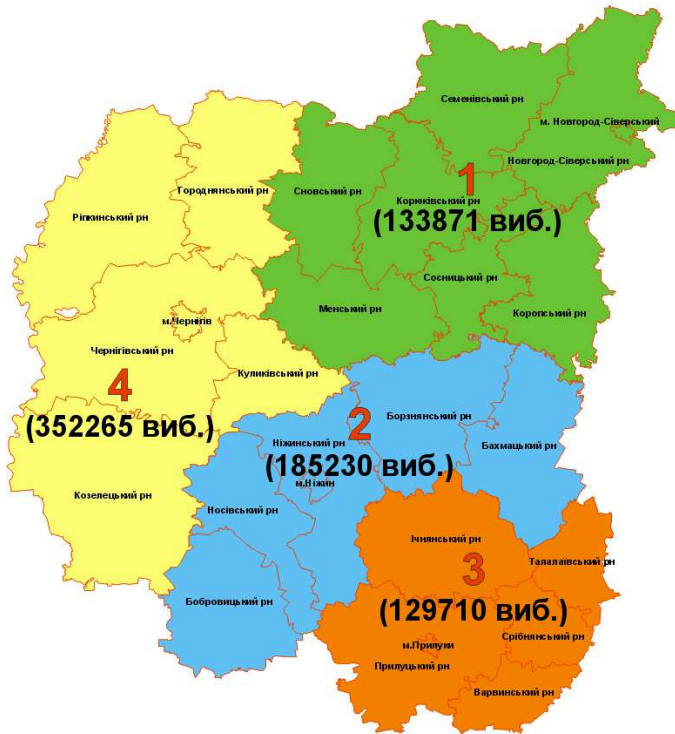 Семенівський рн
м. Новгород-Сіверський
Новгород-Сіверський рн
Городнянський рн
Сновський рн
1
Корюківський рн
Ріпкинський рн
(133871 виб.)
Сосницький рн
Менський рн
Коропський рн
м.Чернігів
Чернігівський рн
Куликівський рн
4
(352265 виб.)
Борзнянський рн
2
Ніжинський рн
Бахмацький рн
(185230 виб.)
м.Ніжин
Козелецький рн
Носівський рн
Ічнянський рн
Талалаївський рн
3
Бобровицький рн
(129710 виб.)
Срібнянський рн
м.Прилуки
Прилуцький рн
Варвинський рн